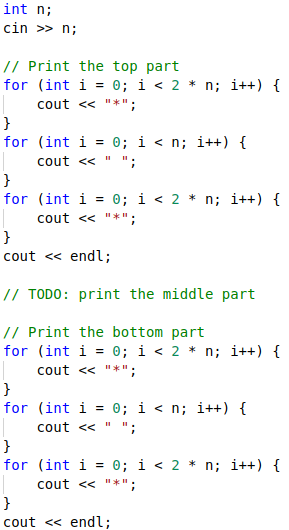 int n;
cin >> n;

// Print the top part
for (int i = 0; i < 2 * n; i++) {
    cout << "*";
}
for (int i = 0; i < n; i++) {
    cout << " ";
}
for (int i = 0; i < 2 * n; i++) {
    cout << "*";
}
cout << endl;

// TODO: print the middle part

// Print the bottom part
for (int i = 0; i < 2 * n; i++) {
    cout << "*";
}
for (int i = 0; i < n; i++) {
    cout << " ";
}
for (int i = 0; i < 2 * n; i++) {
    cout << "*";
}
cout << endl;